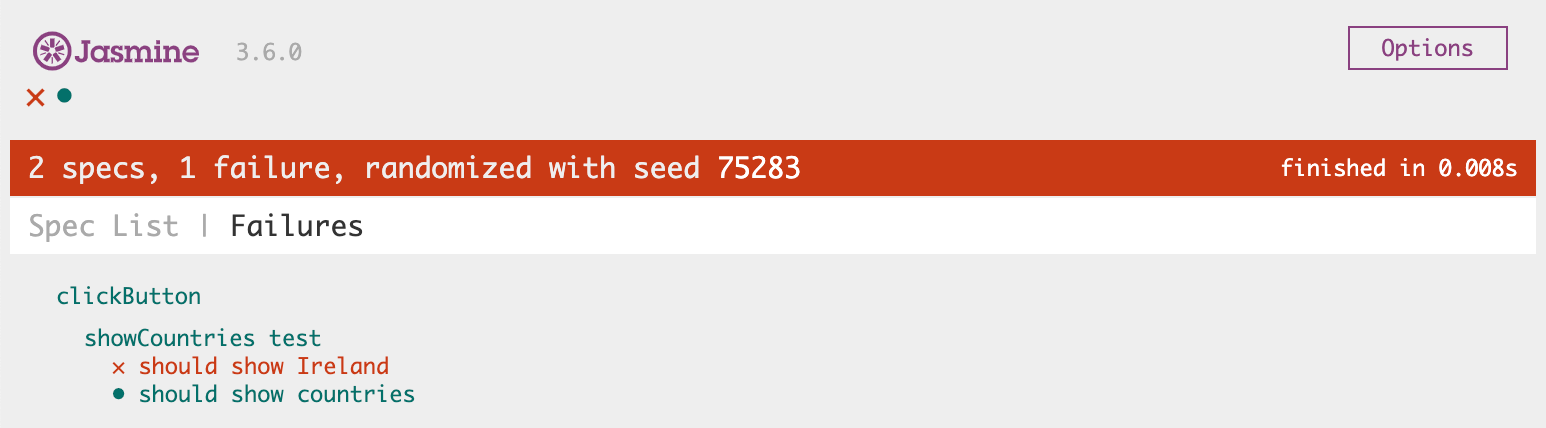 Jasmine 3.6.0 Options
× •
2 specs, 1 failure, randomized with seed 75283 finished in 0.008s
Spec List | Failures
clickButton
showCountries test
× should show Ireland
• should show countries